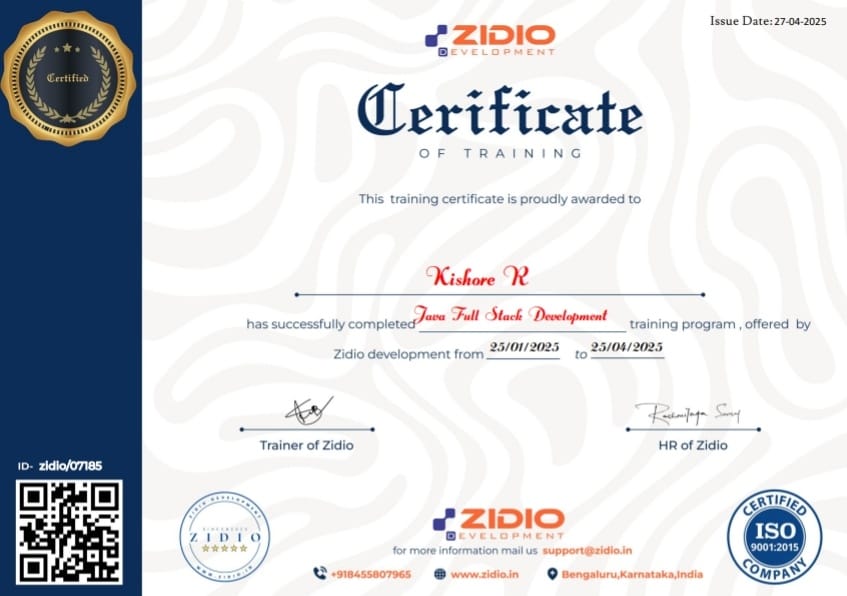 Issue Date: 27-04-2025
ZIDIO
DEVELOPMENT
Certified
Cerificate
OF TRAINING
This training certificate is proudly awarded to
Kishore R
has successfully completed Java Full Stack Development training program , offered by
Zidio development from 25/01/2025 to 25/04/2025
Trainer of Zidio
HR of Zidio
ID- zidio/07185
ZIDIO DEVELOPMENT
ZIDIO
WWW.ZIDIO.IN
ZIDIO
DEVELOPMENT
for more information mail us support@zidio.in
+918455807965 www.zidio.in Bengaluru,Karnataka,India
CERTIFIED
ISO
9001:2015
COMPANY